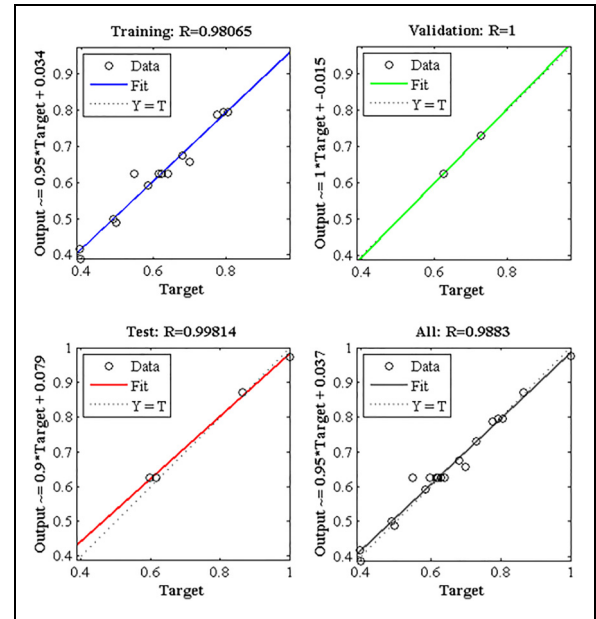 Training: R=0.98065
Output ~= 0.95*Target + 0.034
0.9
0.8
0.7
0.6
0.5
0.4
Data
Fit
Y = T
0.4 0.6 0.8
Target
Validation: R=1
Output ~= 1*Target + -0.015
0.9
0.8
0.7
0.6
0.5
0.4
Data
Fit
Y = T
0.4 0.6 0.8
Target
Test: R=0.99814
Output ~= 0.9*Target + 0.079
1
0.9
0.8
0.7
0.6
0.5
0.4
Data
Fit
Y = T
0.4 0.6 0.8 1
Target
All: R=0.9883
Output ~= 0.95*Target + 0.037
1
0.9
0.8
0.7
0.6
0.5
0.4
Data
Fit
Y = T
0.4 0.6 0.8 1
Target